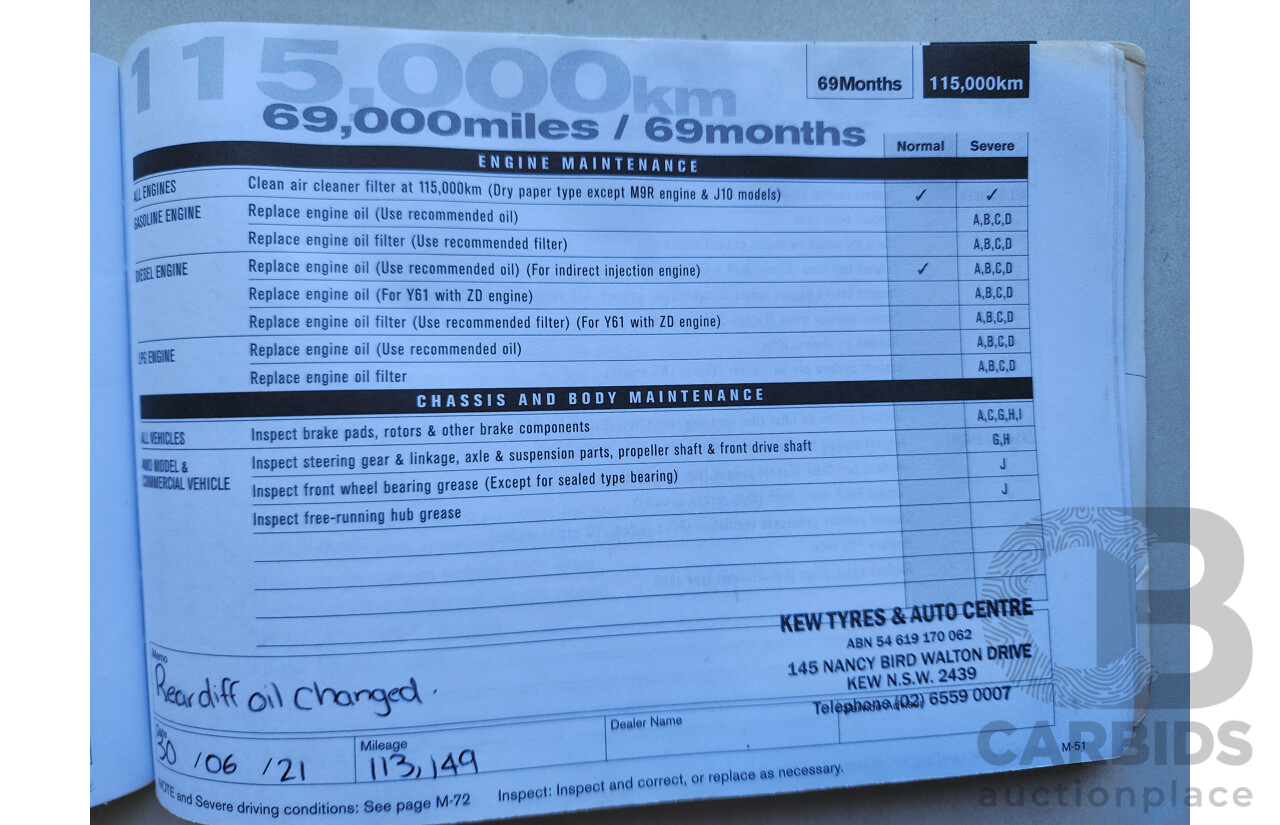 115,000km
69Months 115,000km
69,000miles / 69months
Normal Severe
ENGINE MAINTENANCE
ALL ENGINES Clean air cleaner filter at 115,000km (Dry paper type except M9R engine & J10 models) ✓ ✓
GASOLINE ENGINE Replace engine oil (Use recommended oil) A,B,C,D
Replace engine oil filter (Use recommended filter) A,B,C,D
DIESEL ENGINE Replace engine oil (Use recommended oil) (For indirect injection engine) ✓ A,B,C,D
Replace engine oil (For Y61 with ZD engine) A,B,C,D
Replace engine oil filter (Use recommended filter) (For Y61 with ZD engine) A,B,C,D
LPG ENGINE Replace engine oil (Use recommended oil) A,B,C,D
Replace engine oil filter A,B,C,D
CHASSIS AND BODY MAINTENANCE
ALL VEHICLES Inspect brake pads, rotors & other brake components A,C,G,H,I
4WD MODEL & Inspect steering gear & linkage, axle & suspension parts, propeller shaft & front drive shaft G,H
COMMERCIAL VEHICLE Inspect front wheel bearing grease (Except for sealed type bearing) J
Inspect free-running hub grease J
KEW TYRES & AUTO CENTRE
ABN 54 619 170 062
145 NANCY BIRD WALTON DRIVE
KEW N.S.W. 2439
Telephone (02) 6559 0007
Memo
Rear diff oil changed.
Date
30 /06 /21
Mileage
113,149
Dealer Name
M-51
NOTE and Severe driving conditions: See page M-72 Inspect: Inspect and correct, or replace as necessary.
CARBIDS
auctionplace